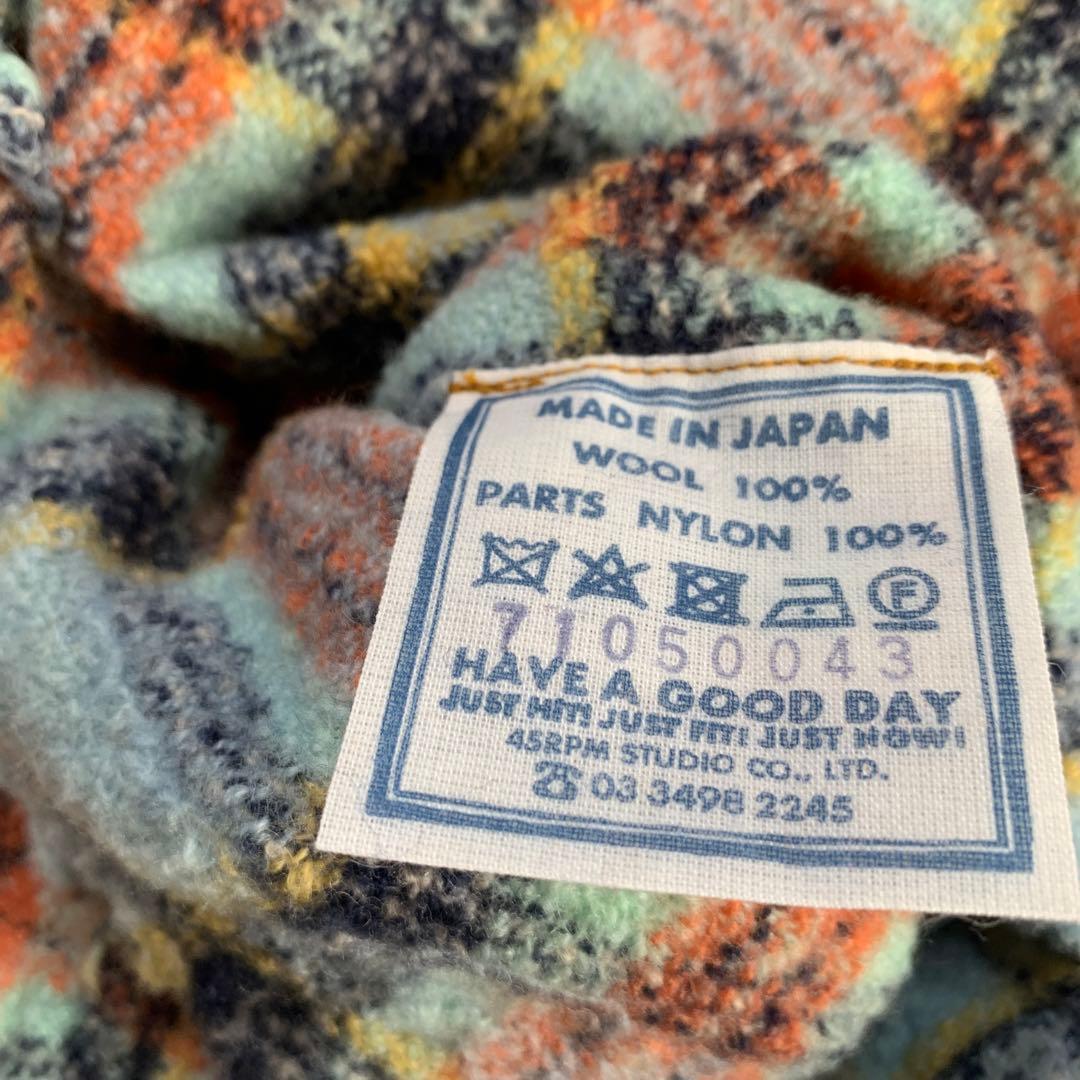 MADE IN JAPAN
WOOL 100%
PARTS NYLON 100%
F
71050043
HAVE A GOOD DAY
JUST HIT! JUST FIT! JUST NOW!
45RPM STUDIO CO., LTD.
☎ 03 3498 2245